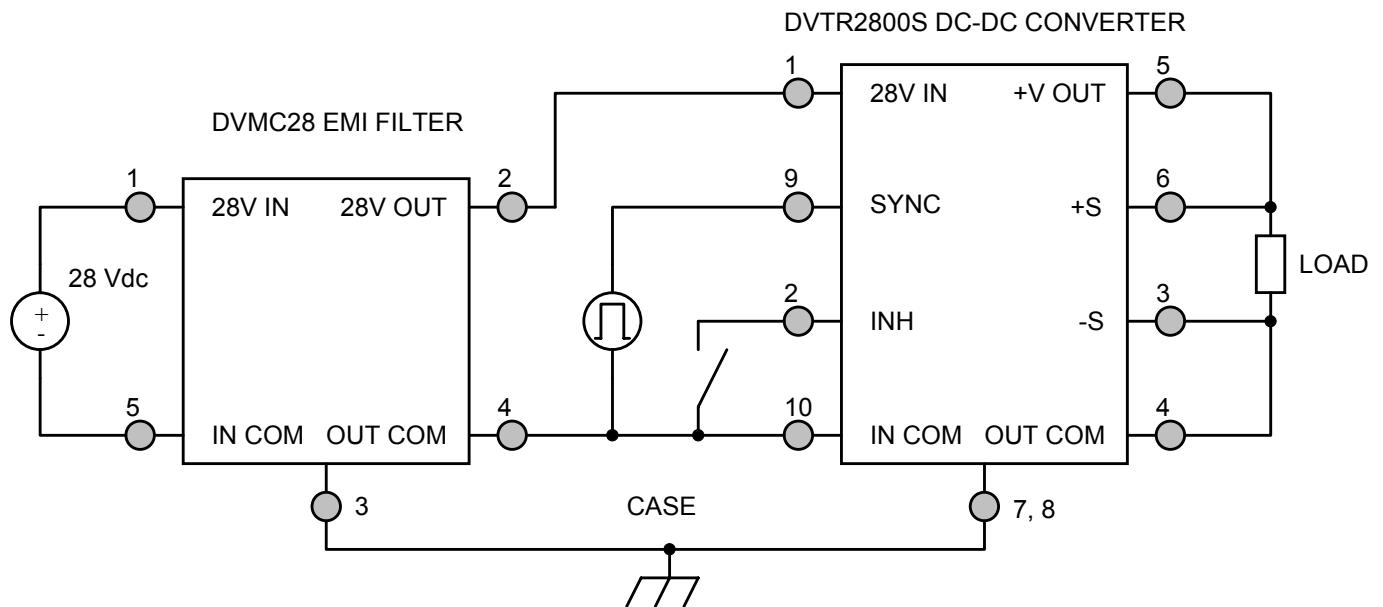 DVTR2800S DC-DC CONVERTER
1 5
28V IN +V OUT
DVMC28 EMI FILTER
1 2 9 6
28V IN 28V OUT SYNC +S
28 Vdc LOAD
+
-
2 3
INH -S
5 4 10 4
IN COM OUT COM IN COM OUT COM
3 CASE 7, 8